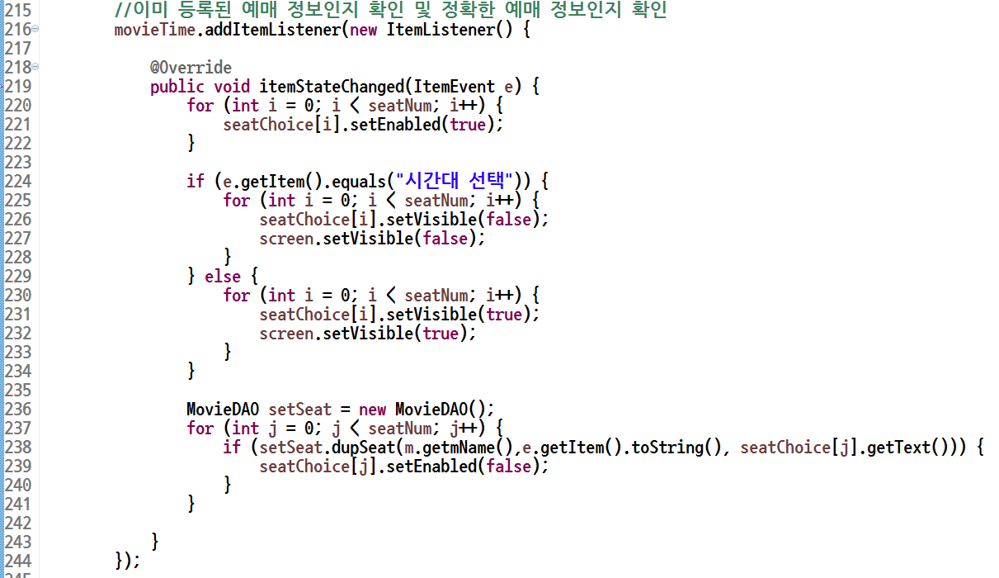 215 //이미 등록된 예매 정보인지 확인 및 정확한 예매 정보인지 확인
216 movieTime.addItemListener(new ItemListener() {
217
218 @Override
219 public void itemStateChanged(ItemEvent e) {
220 for (int i = 0; i < seatNum; i++) {
221 seatChoice[i].setEnabled(true);
222 }
223
224 if (e.getItem().equals("시간대 선택")) {
225 for (int i = 0; i < seatNum; i++) {
226 seatChoice[i].setVisible(false);
227 screen.setVisible(false);
228 }
229 } else {
230 for (int i = 0; i < seatNum; i++) {
231 seatChoice[i].setVisible(true);
232 screen.setVisible(true);
233 }
234 }
235
236 MovieDAO setSeat = new MovieDAO();
237 for (int j = 0; j < seatNum; j++) {
238 if (setSeat.dupSeat(m.getmName(),e.getItem().toString(), seatChoice[j].getText())) {
239 seatChoice[j].setEnabled(false);
240 }
241 }
242
243 }
244 });